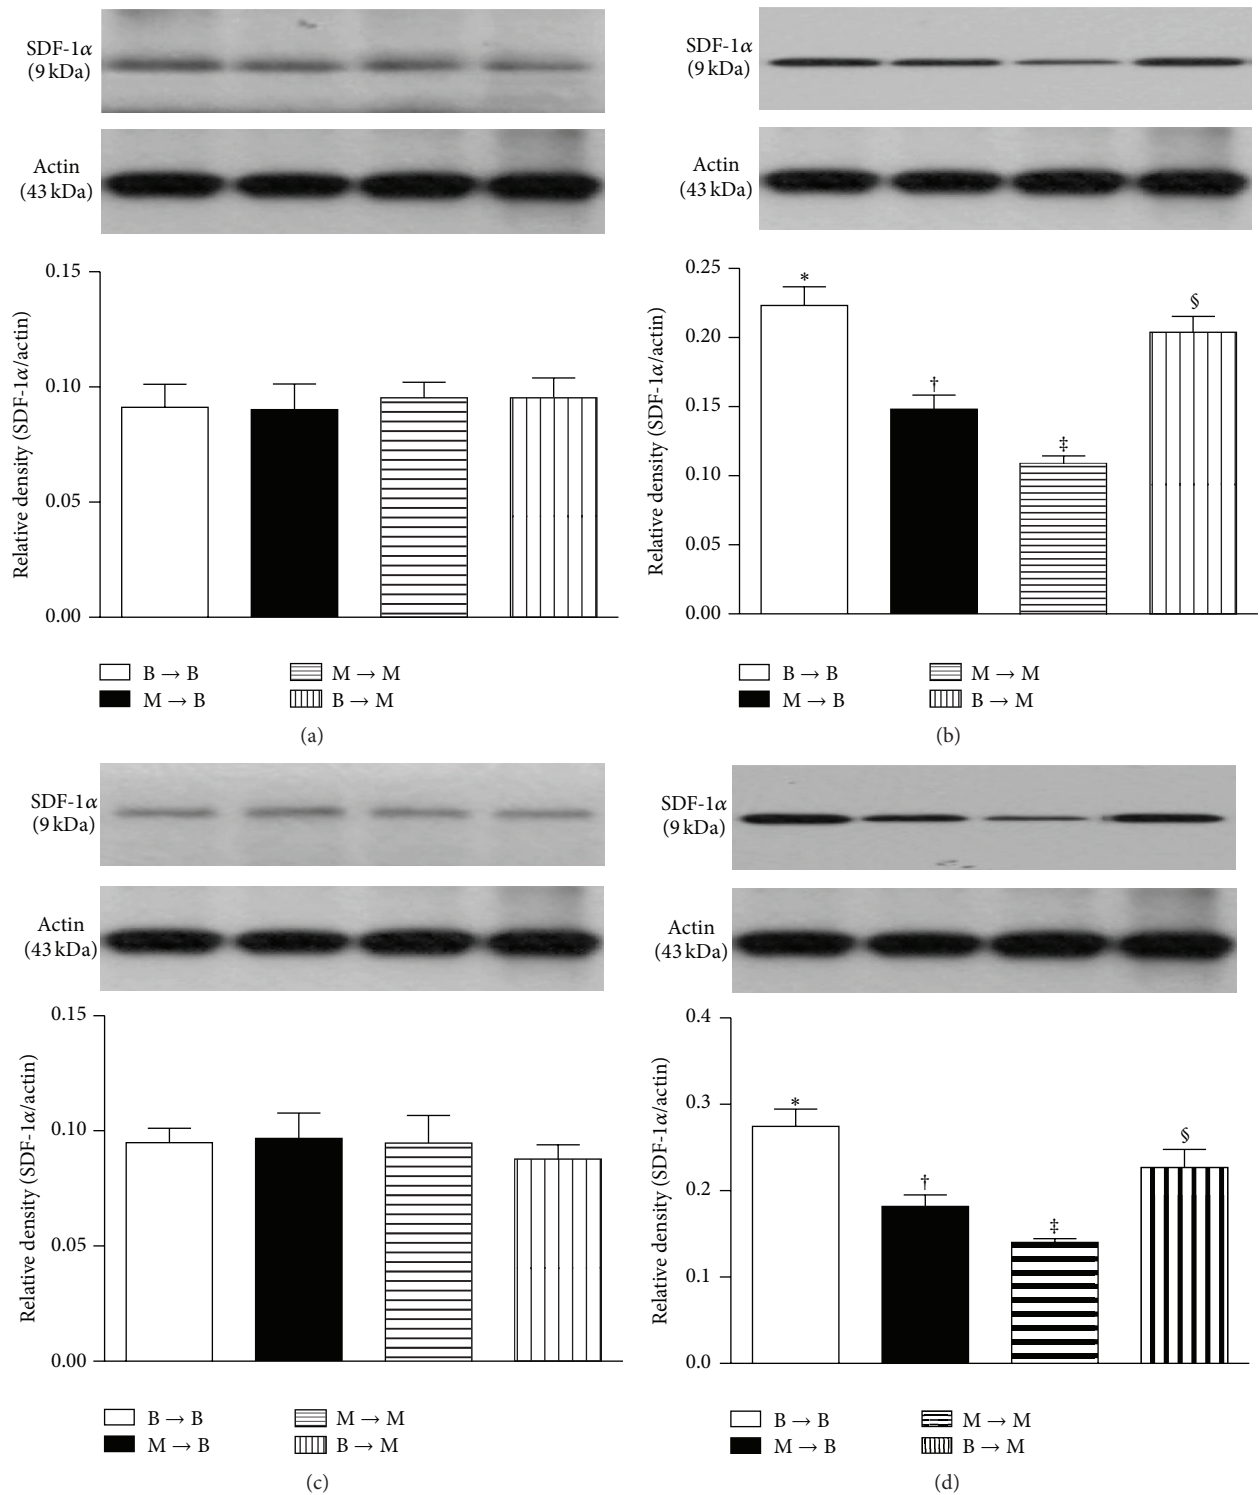 SDF-1α
(9 kDa)
Actin
(43 kDa)
Relative density (SDF-1α/actin)
0.15
0.10
0.05
0.00
B → B
M → M
M → B
B → M
(a)
SDF-1α
(9 kDa)
Actin
(43 kDa)
Relative density (SDF-1α/actin)
0.25
0.20
0.15
0.10
0.05
0.00
*
†
‡
§
B → B
M → M
M → B
B → M
(b)
SDF-1α
(9 kDa)
Actin
(43 kDa)
Relative density (SDF-1α/actin)
0.15
0.10
0.05
0.00
B → B
M → M
M → B
B → M
(c)
SDF-1α
(9 kDa)
Actin
(43 kDa)
Relative density (SDF-1α/actin)
0.4
0.3
0.2
0.1
0.0
*
†
‡
§
B → B
M → M
M → B
B → M
(d)